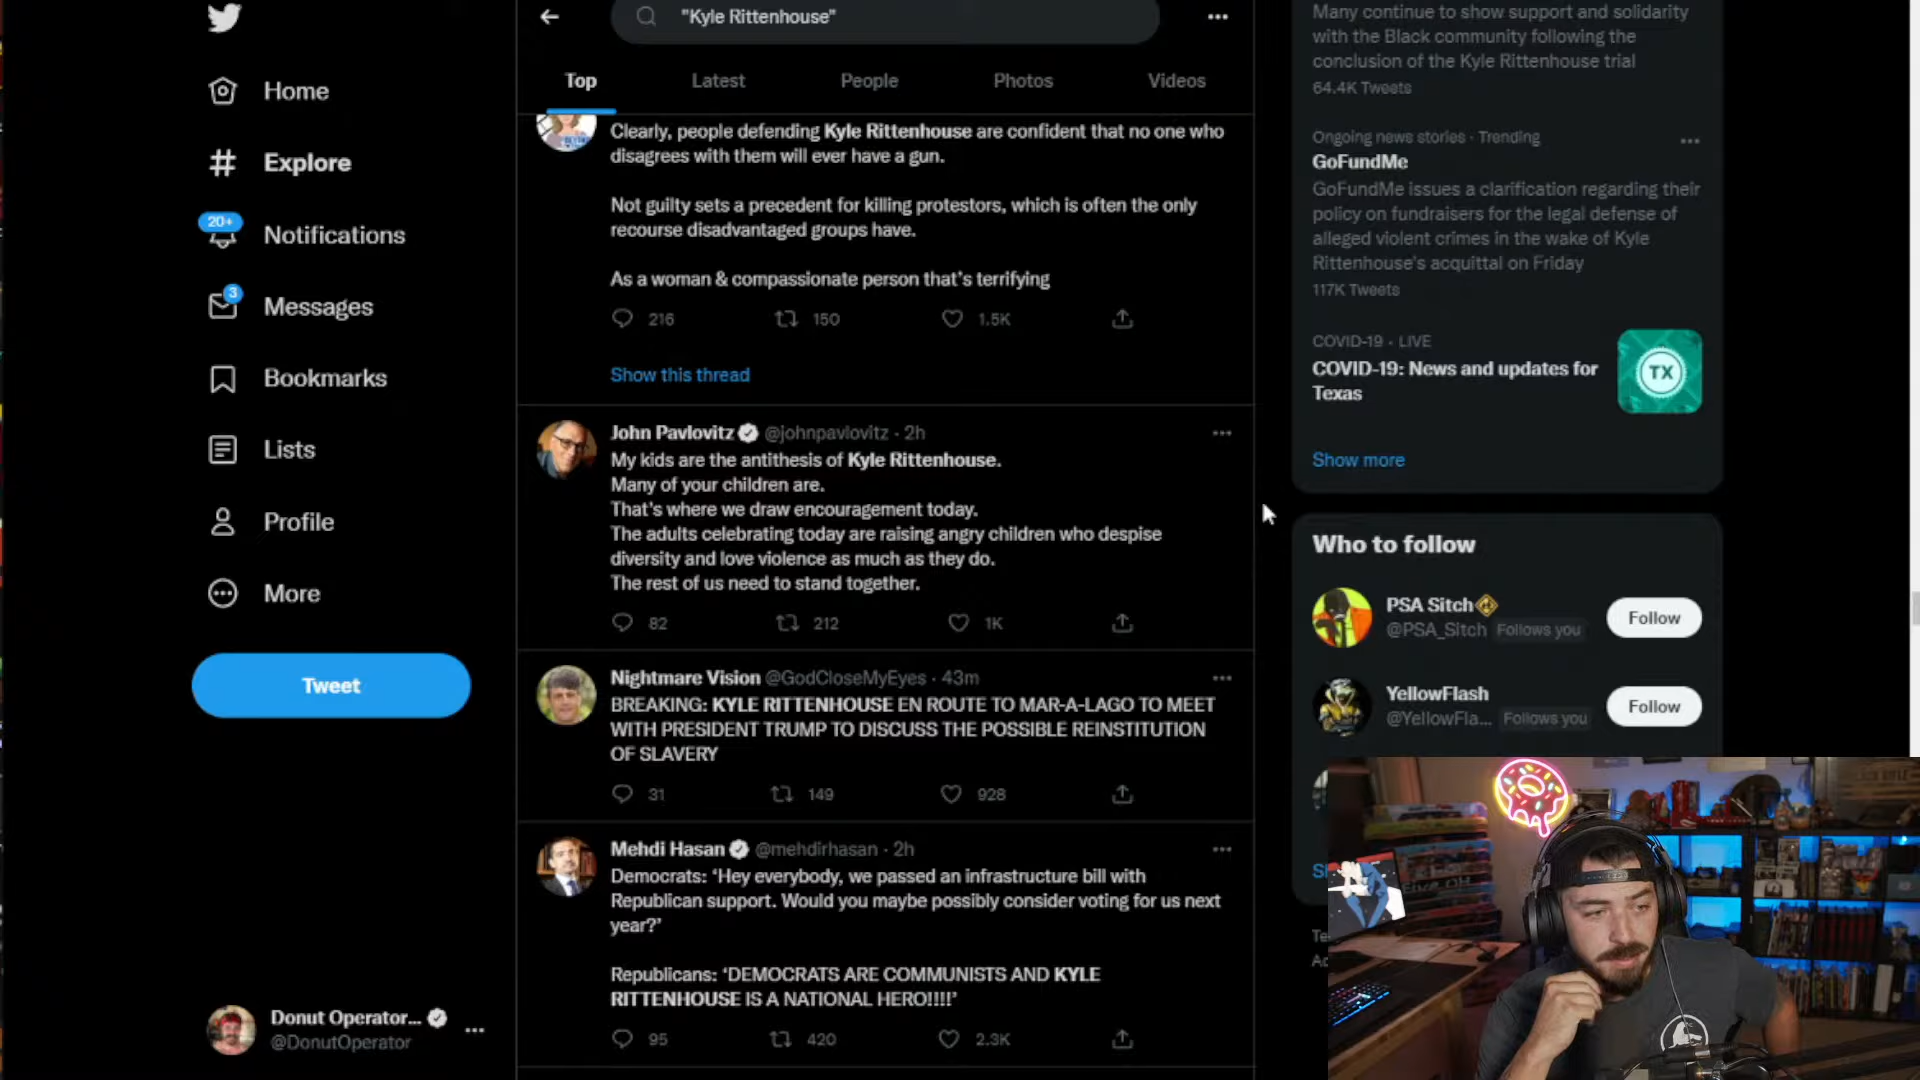 "Kyle Rittenhouse"
Top
Latest
People
Photos
Videos
Home
Explore
20+
Notifications
3
Messages
Bookmarks
Lists
Profile
More
Tweet
Donut Operator...
@DonutOperator
Clearly, people defending Kyle Rittenhouse are confident that no one who
disagrees with them will ever have a gun.
Not guilty sets a precedent for killing protestors, which is often the only
recourse disadvantaged groups have.
As a woman & compassionate person that's terrifying
216 150 1.5K
Show this thread
John Pavlovitz @johnpavlovitz · 2h
My kids are the antithesis of Kyle Rittenhouse.
Many of your children are.
That's where we draw encouragement today.
The adults celebrating today are raising angry children who despise
diversity and love violence as much as they do.
The rest of us need to stand together.
82 212 1K
Nightmare Vision @GodCloseMyEyes · 43m
BREAKING: KYLE RITTENHOUSE EN ROUTE TO MAR-A-LAGO TO MEET
WITH PRESIDENT TRUMP TO DISCUSS THE POSSIBLE REINSTITUTION
OF SLAVERY
31 149 928
Mehdi Hasan @mehdirhasan · 2h
Democrats: 'Hey everybody, we passed an infrastructure bill with
Republican support. Would you maybe possibly consider voting for us next
year?'
Republicans: 'DEMOCRATS ARE COMMUNISTS AND KYLE
RITTENHOUSE IS A NATIONAL HERO!!!!'
95 420 2.3K
Many continue to show support and solidarity
with the Black community following the
conclusion of the Kyle Rittenhouse trial
64.4K Tweets
Ongoing news stories · Trending
GoFundMe
GoFundMe issues a clarification regarding their
policy on fundraisers for the legal defense of
alleged violent crimes in the wake of Kyle
Rittenhouse's acquittal on Friday
117K Tweets
COVID-19 · LIVE
COVID-19: News and updates for
Texas
TX
Show more
Who to follow
PSA Sitch
@PSA_Sitch Follows you
Follow
YellowFlash
@YellowFla... Follows you
Follow